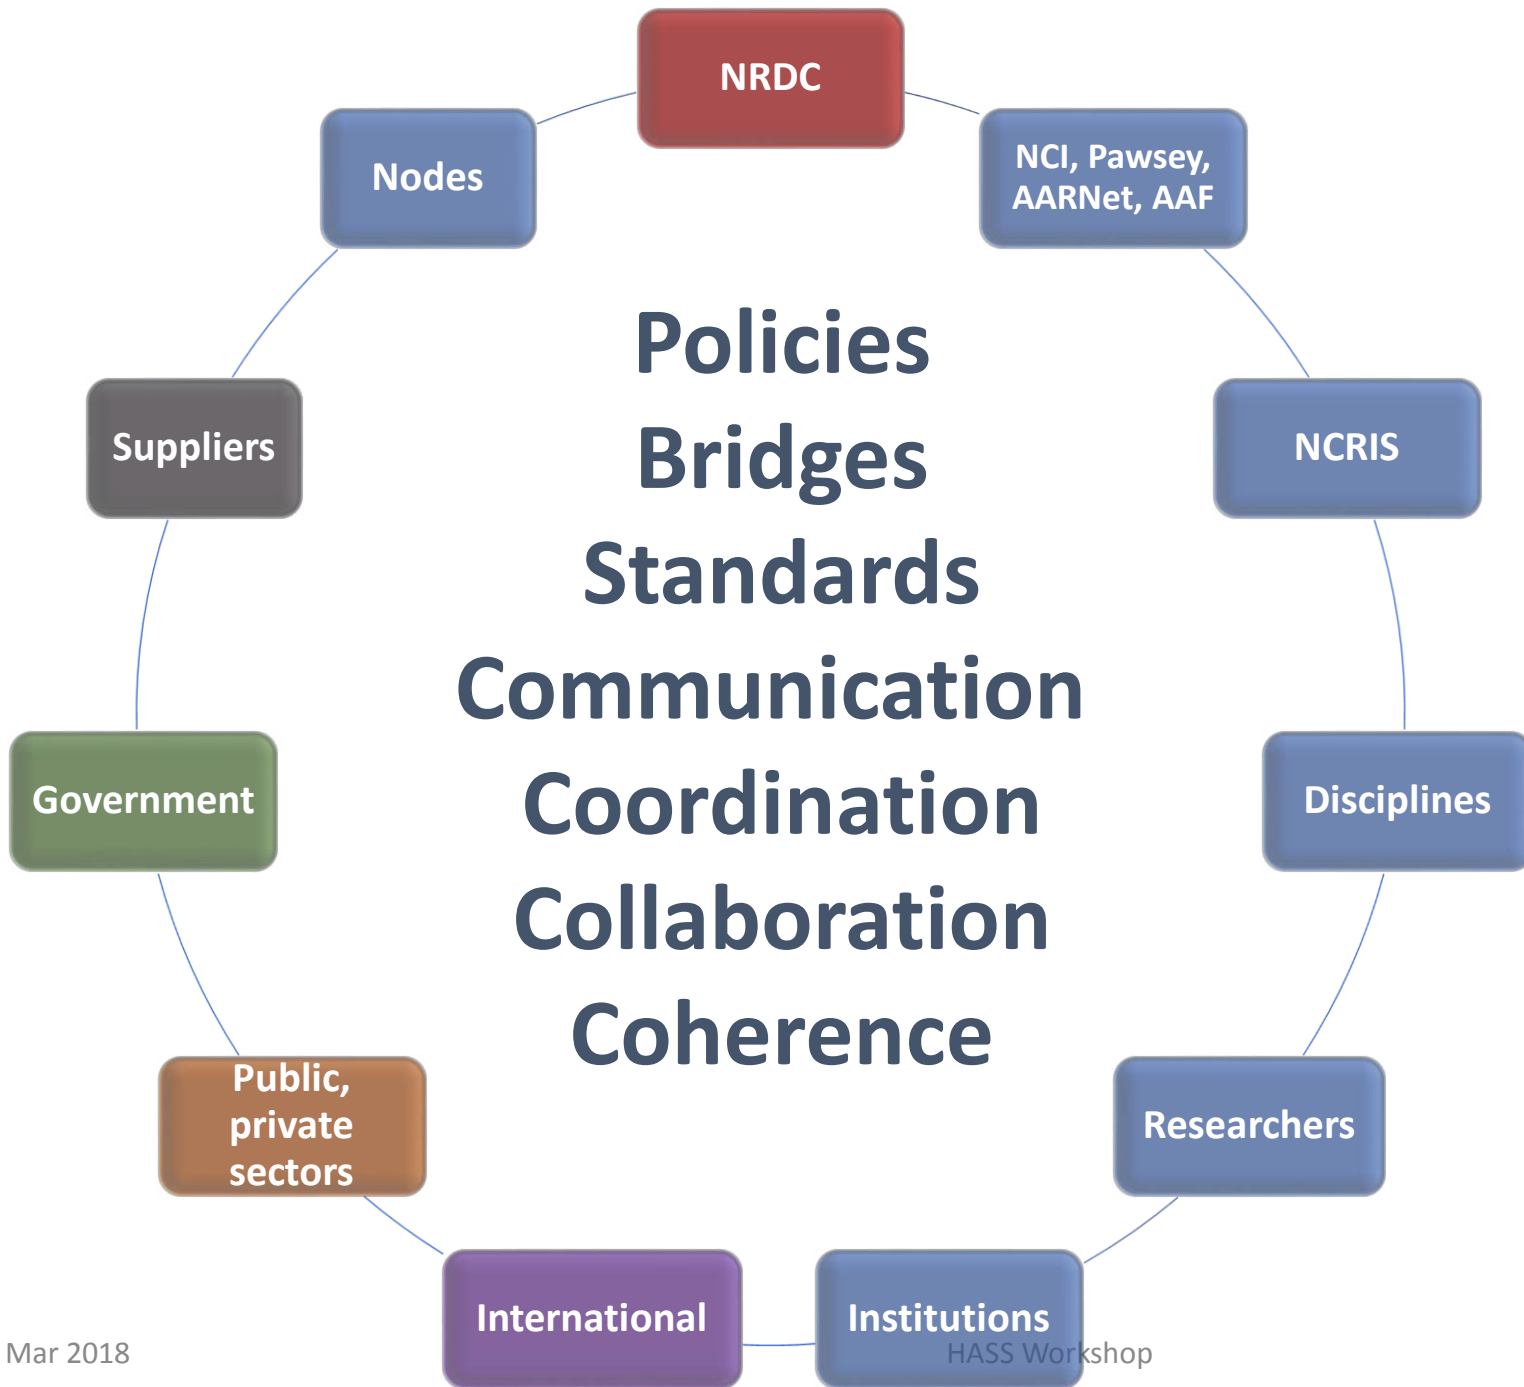 NRDC
Nodes
NCI, Pawsey,
AARNet, AAF
Policies
Bridges
Suppliers
NCRIS
Standards
Communication
Coordination
Government
Disciplines
Collaboration
Coherence
Public,
private
sectors
Researchers
International
Institutions
Mar 2018
HASS Workshop